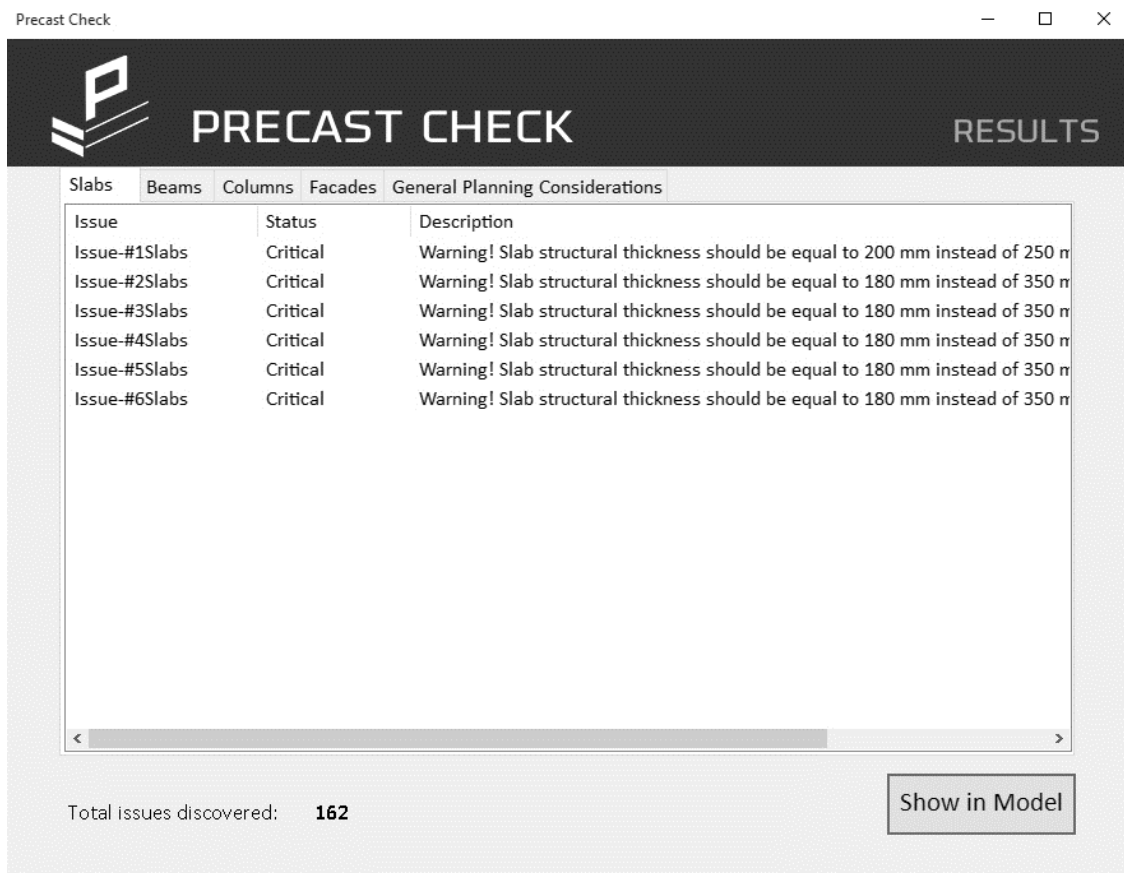 Precast Check
PRECAST CHECK
RESULTS
Slabs Beams Columns Facades General Planning Considerations
Issue Status Description
Issue-#1Slabs Critical Warning! Slab structural thickness should be equal to 200 mm instead of 250
Issue-#2Slabs Critical Warning! Slab structural thickness should be equal to 180 mm instead of 350
Issue-#3Slabs Critical Warning! Slab structural thickness should be equal to 180 mm instead of 350
Issue-#4Slabs Critical Warning! Slab structural thickness should be equal to 180 mm instead of 350
Issue-#5Slabs Critical Warning! Slab structural thickness should be equal to 180 mm instead of 350
Issue-#6Slabs Critical Warning! Slab structural thickness should be equal to 180 mm instead of 350
Total issues discovered: 162
Show in Model